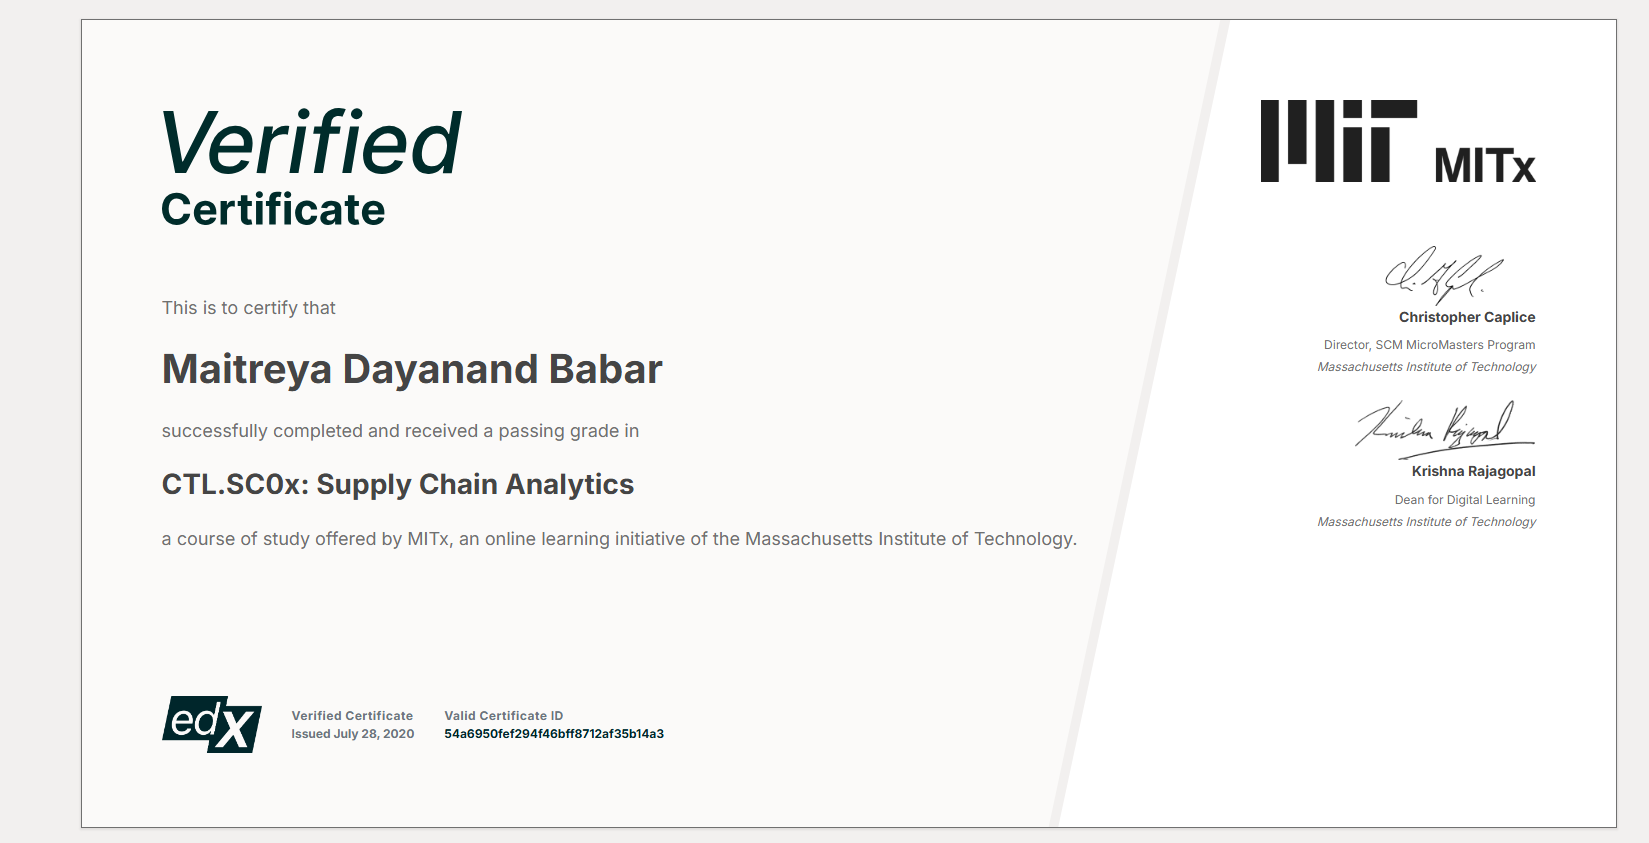 Verified
Certificate
This is to certify that
Maitreya Dayanand Babar
successfully completed and received a passing grade in
CTL.SC0x: Supply Chain Analytics
a course of study offered by MITx, an online learning initiative of the Massachusetts Institute of Technology.
edX
Verified Certificate
Issued July 28, 2020
Valid Certificate ID
54a6950fef294f46bff8712af35b14a3
MIT MITx
Christopher Caplice
Director, SCM MicroMasters Program
Massachusetts Institute of Technology
Krishna Rajagopal
Krishna Rajagopal
Dean for Digital Learning
Massachusetts Institute of Technology